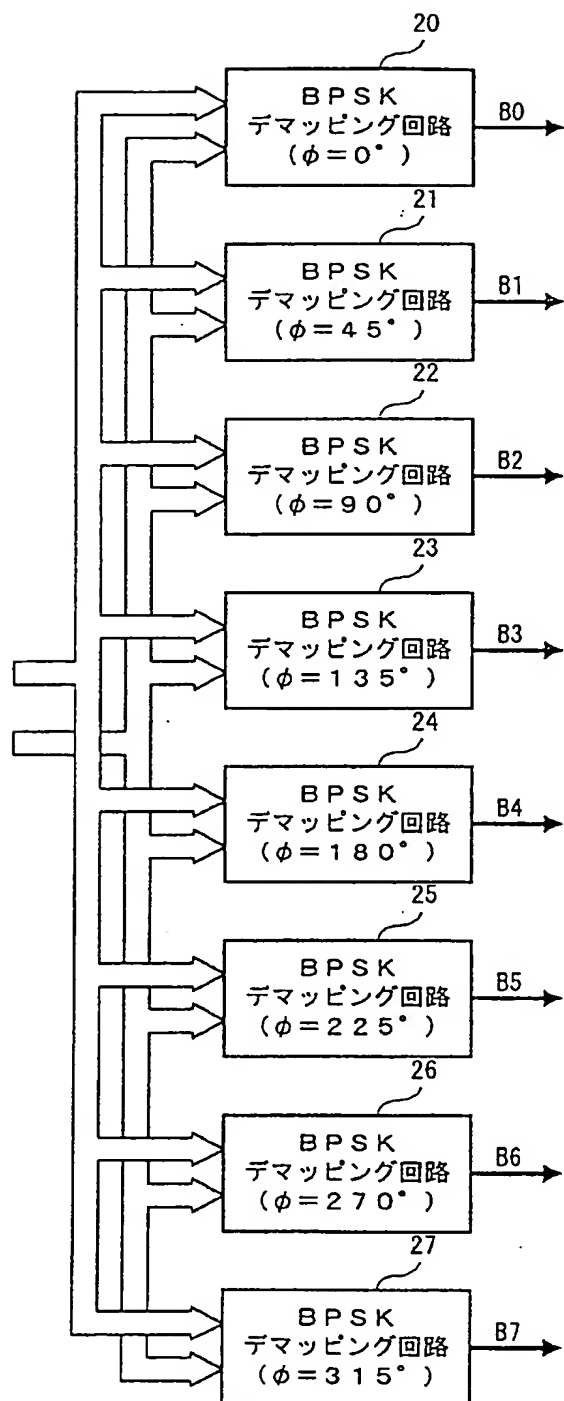 20
ＢＰＳＫ
デマッピング回路
（φ＝０°）
B0
21
ＢＰＳＫ
デマッピング回路
（φ＝４５°）
B1
22
ＢＰＳＫ
デマッピング回路
（φ＝９０°）
B2
23
ＢＰＳＫ
デマッピング回路
（φ＝１３５°）
B3
24
ＢＰＳＫ
デマッピング回路
（φ＝１８０°）
B4
25
ＢＰＳＫ
デマッピング回路
（φ＝２２５°）
B5
26
ＢＰＳＫ
デマッピング回路
（φ＝２７０°）
B6
27
ＢＰＳＫ
デマッピング回路
（φ＝３１５°）
B7